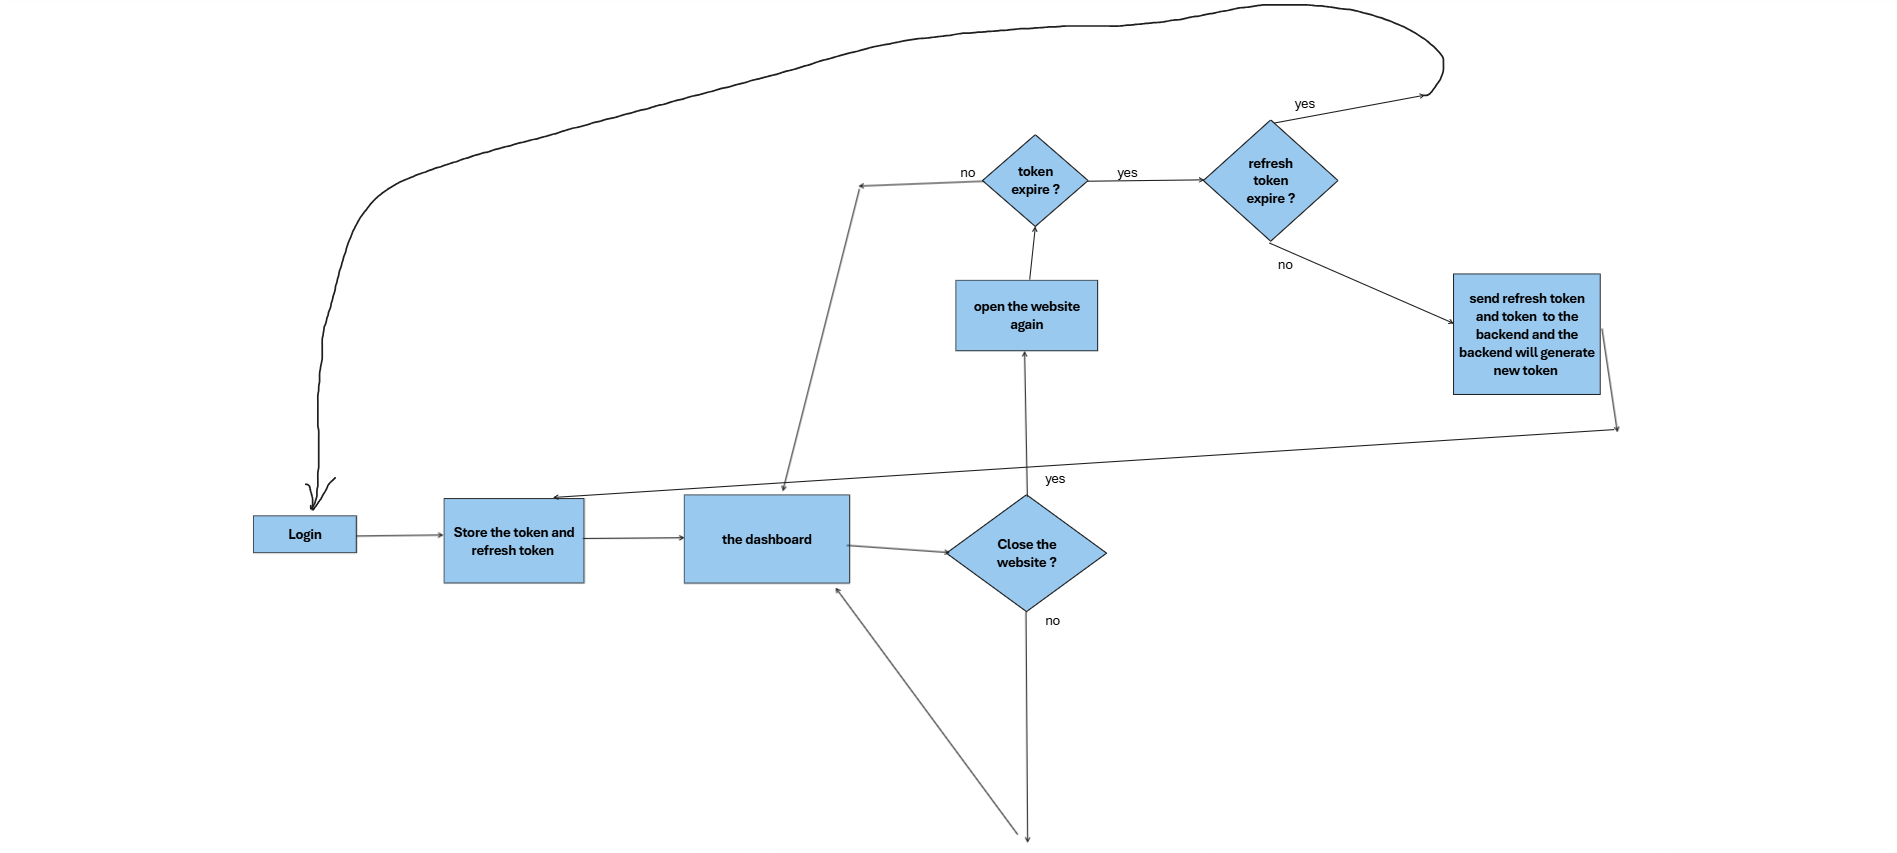 yes
no
token
expire ?
yes
refresh
token
expire ?
no
open the website
again
send refresh token
and token  to the
backend and the
backend will generate
new token
yes
Login
Store the token and
refresh token
the dashboard
Close the
website ?
no